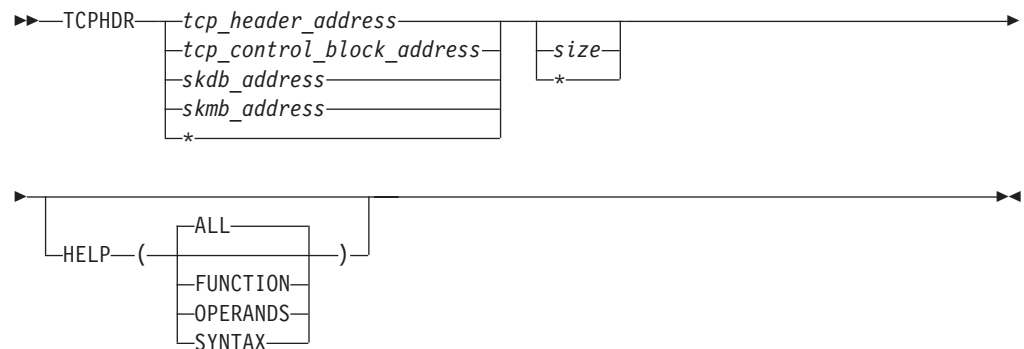 TCPHDR tcp_header_address
tcp_control_block_address size
skdb_address *
skmb_address
*
ALL
HELP ( )
FUNCTION
OPERANDS
SYNTAX